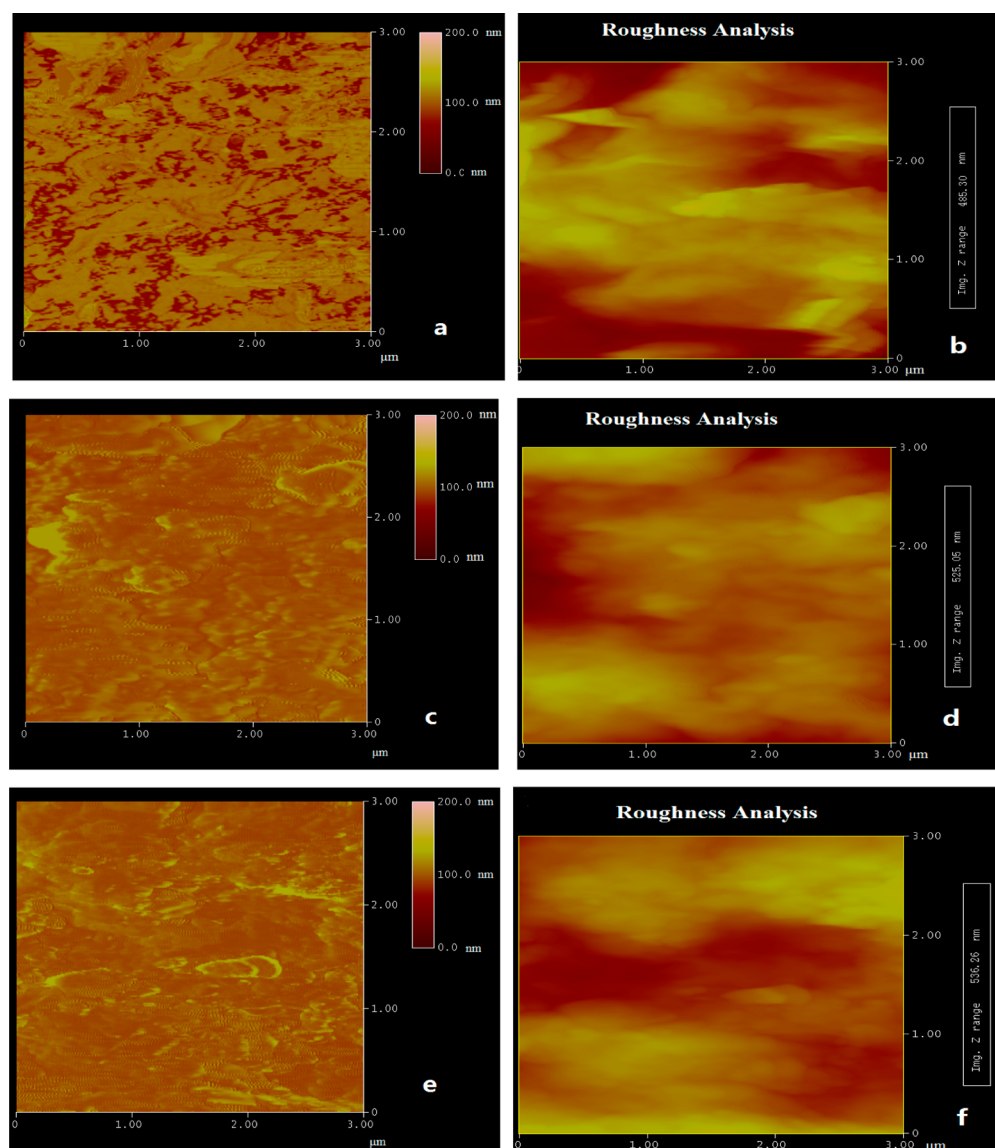 3.00
200.0 nm
100.0 nm
0.0 nm
2.00
1.00
0
0 1.00 2.00 3.00
μm
a
Roughness Analysis
3.00
2.00
1.00
0
0 1.00 2.00 3.00 μm
Img. Z range 485.30 nm
b
3.00
200.0 nm
100.0 nm
0.0 nm
2.00
1.00
0
0 1.00 2.00 3.00
μm
c
Roughness Analysis
3.00
2.00
1.00
0
0 1.00 2.00 3.00 μm
Img. Z range 525.05 nm
d
3.00
200.0 nm
100.0 nm
0.0 nm
2.00
1.00
0
0 1.00 2.00 3.00
μm
e
Roughness Analysis
3.00
2.00
1.00
0
0 1.00 2.00 3.00 μm
Img. Z range 536.26 nm
f